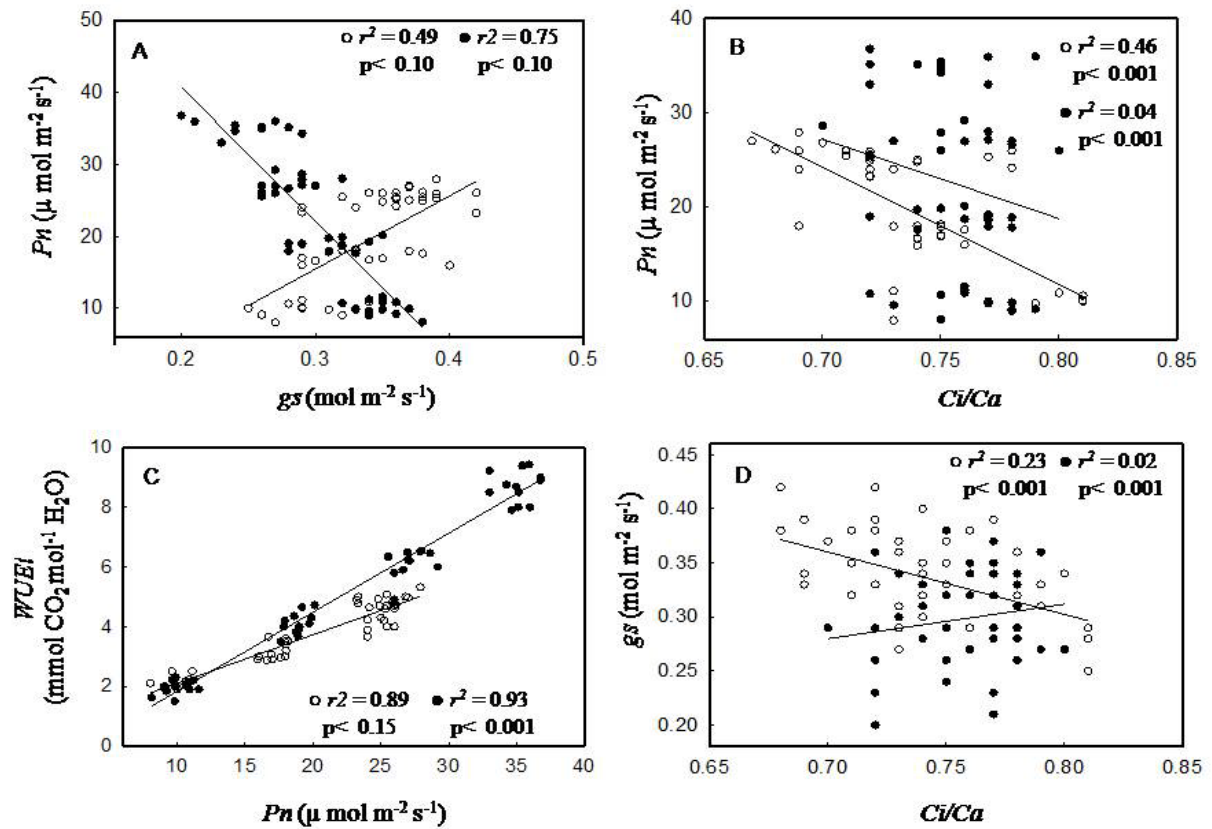 A
○ r² = 0.49 ● r2 = 0.75
p< 0.10 p< 0.10
50
40
30
20
10
Pn (µ mol m⁻² s⁻¹)
0.2 0.3 0.4 0.5
gs (mol m⁻² s⁻¹)
B
○ r² = 0.46
p< 0.001
● r² = 0.04
p< 0.001
40
30
20
10
Pn (µ mol m⁻² s⁻¹)
0.65 0.70 0.75 0.80 0.85
Ci/Ca
C
10
8
6
4
2
0
WUEi
(mmol CO₂ mol⁻¹ H₂O)
○ r2 = 0.89 ● r² = 0.93
p< 0.15 p< 0.001
10 15 20 25 30 35 40
Pn (µ mol m⁻² s⁻¹)
D
○ r² = 0.23 ● r² = 0.02
p< 0.001 p< 0.001
0.45
0.40
0.35
0.30
0.25
0.20
gs (mol m⁻² s⁻¹)
0.65 0.70 0.75 0.80 0.85
Ci/Ca